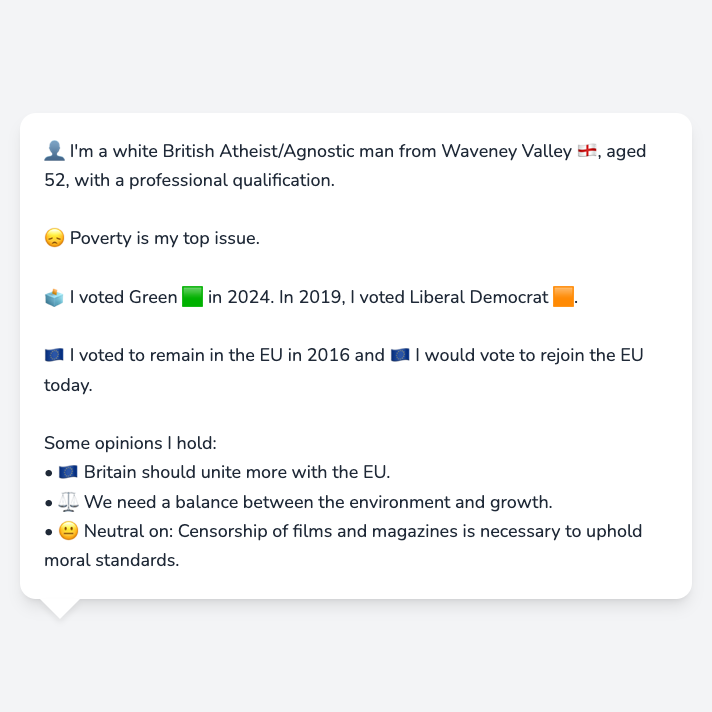 👤 I'm a white British Atheist/Agnostic man from Waveney Valley 🏴󠁧󠁢󠁥󠁮󠁧󠁿, aged
52, with a professional qualification.
😞 Poverty is my top issue.
🗳️ I voted Green 🟩 in 2024. In 2019, I voted Liberal Democrat 🟧.
🇪🇺 I voted to remain in the EU in 2016 and 🇪🇺 I would vote to rejoin the EU
today.
Some opinions I hold:
• 🇪🇺 Britain should unite more with the EU.
• ⚖️ We need a balance between the environment and growth.
• 😐 Neutral on: Censorship of films and magazines is necessary to uphold
moral standards.